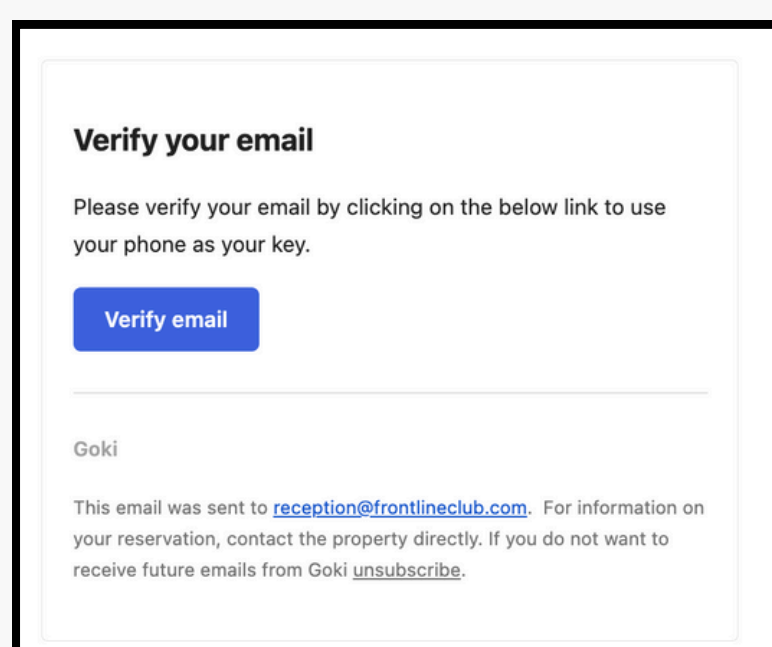 Verify your email
Please verify your email by clicking on the below link to use
your phone as your key.
Verify email
Goki
This email was sent to reception@frontlineclub.com. For information on
your reservation, contact the property directly. If you do not want to
receive future emails from Goki unsubscribe.